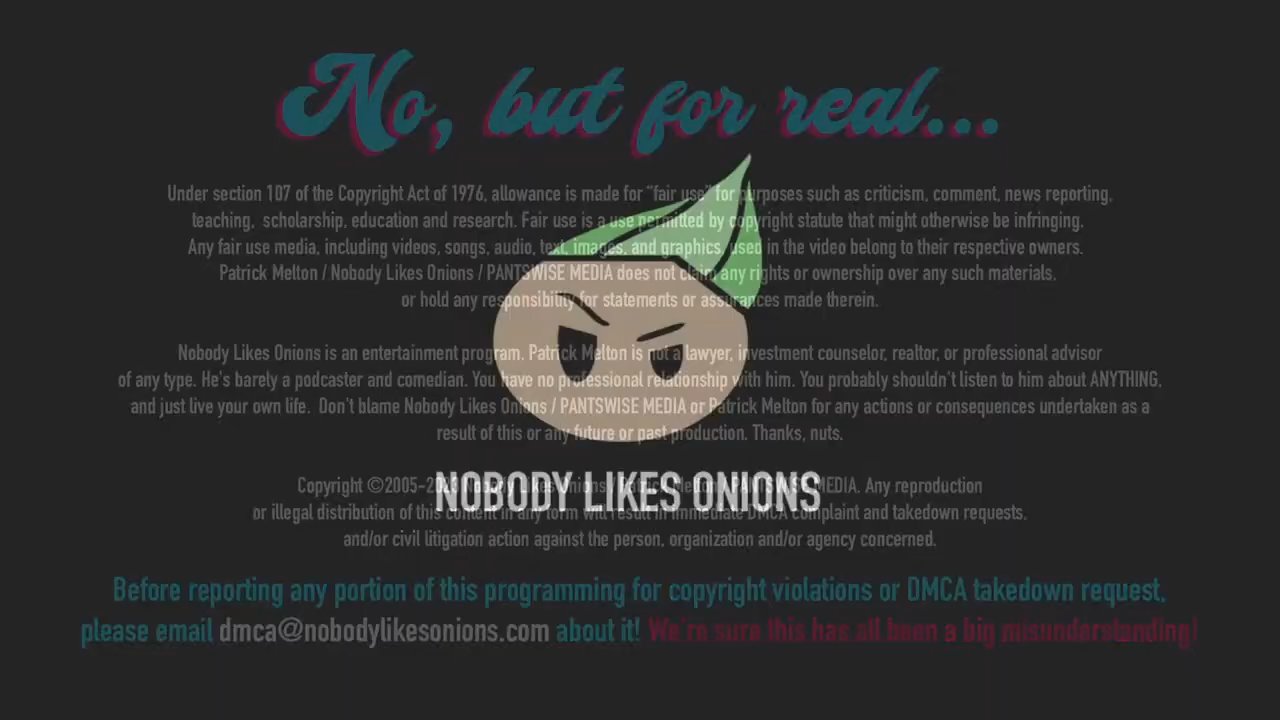 No, but for real...
Under section 107 of the Copyright Act of 1976, allowance is made for “fair use” for purposes such as criticism, comment, news reporting,
teaching, scholarship, education and research. Fair use is a use permitted by copyright statute that might otherwise be infringing.
Any fair use media, including videos, songs, audio, text, images, and graphics, used in the video belong to their respective owners.
Patrick Melton / Nobody Likes Onions / PANTSWISE MEDIA does not claim any rights or ownership over any such materials.
or hold any responsibility for statements or assurances made therein.
Nobody Likes Onions is an entertainment program. Patrick Melton is not a lawyer, investment counselor, realtor, or professional advisor
of any type. He's barely a podcaster and comedian. You have no professional relationship with him. You probably shouldn't listen to him about ANYTHING,
and just live your own life. Don't blame Nobody Likes Onions / PANTSWISE MEDIA or Patrick Melton for any actions or consequences undertaken as a
result of this or any future or past production. Thanks, nuts.
Copyright ©2005-2023 Nobody Likes Onions / Patrick Melton / PANTSWISE MEDIA. Any reproduction
NOBODY LIKES ONIONS
or illegal distribution of this content in any form will result in immediate DMCA complaint and takedown requests.
and/or civil litigation action against the person, organization and/or agency concerned.
Before reporting any portion of this programming for copyright violations or DMCA takedown request,
please email dmca@nobodylikesonions.com about it! We're sure this has all been a big misunderstanding!